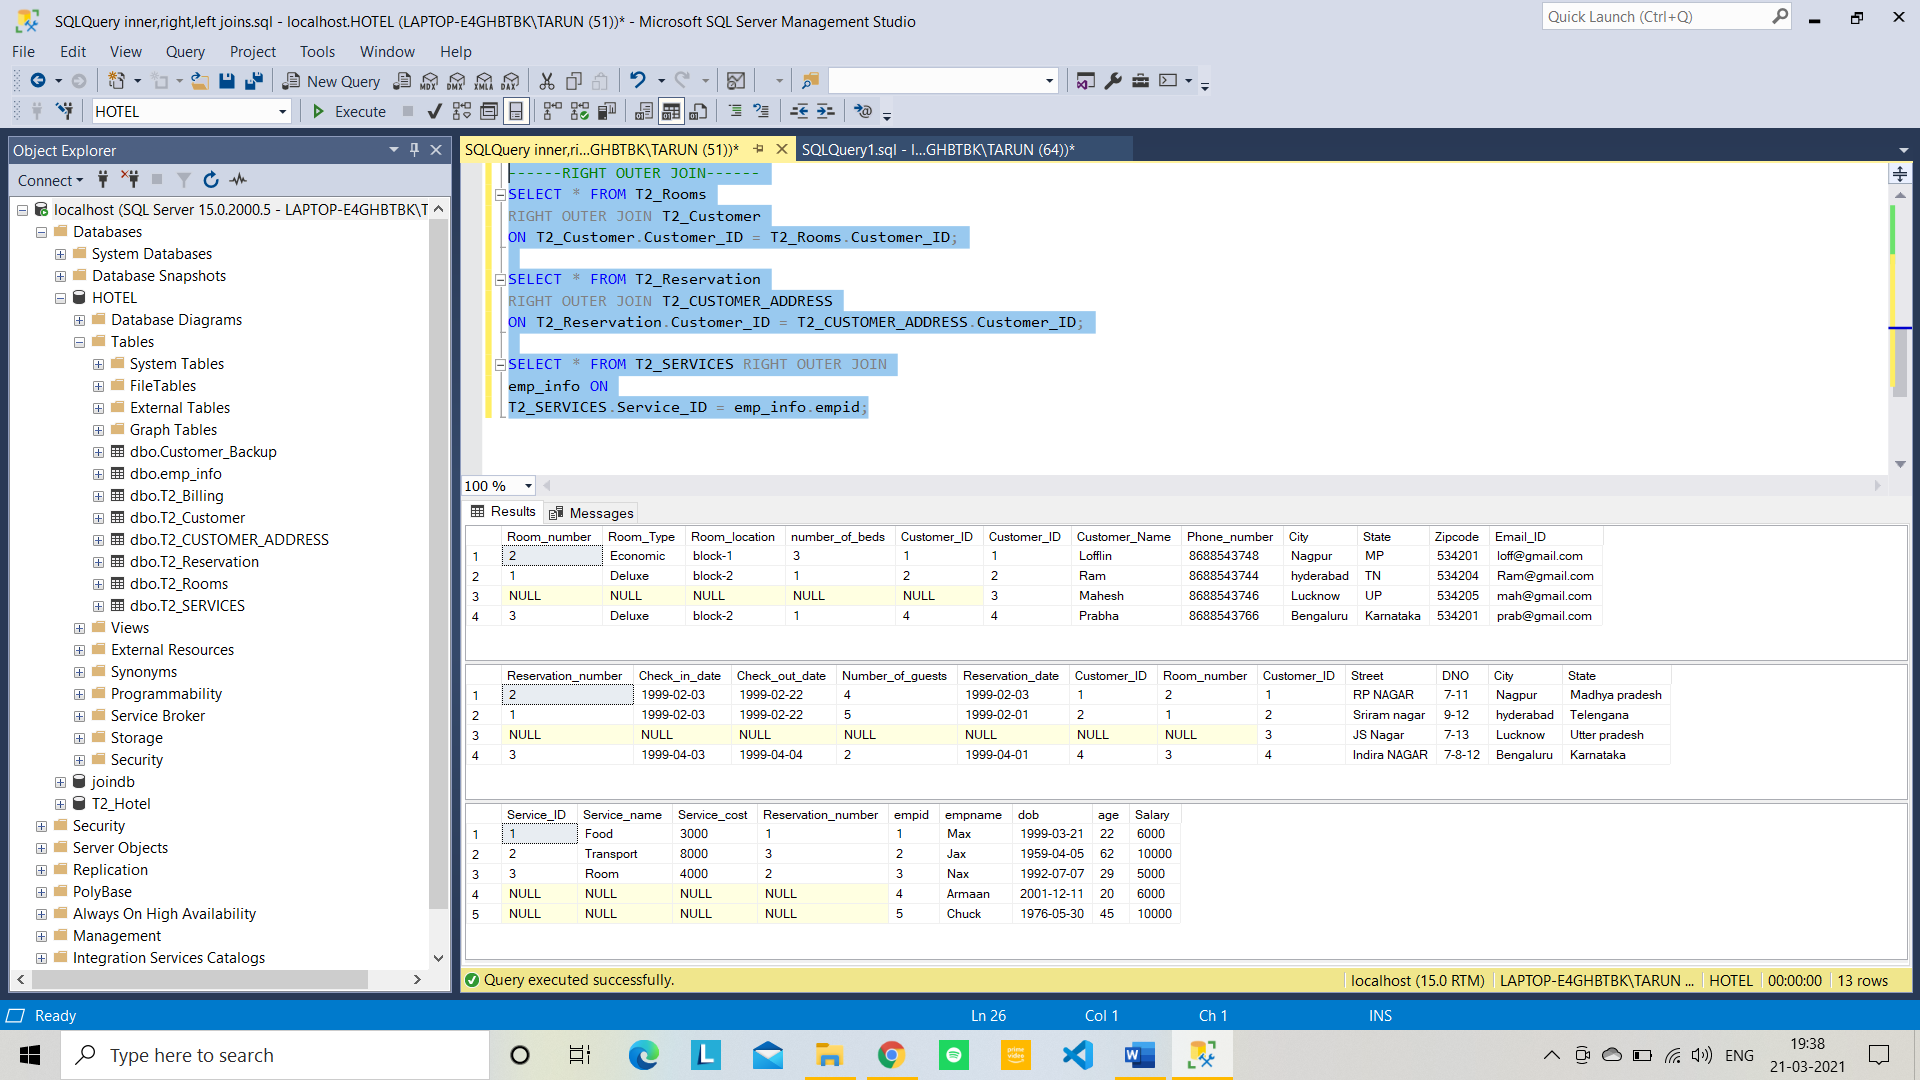 SQLQuery inner,right,left joins.sql - localhost.HOTEL (LAPTOP-E4GHBTBK\TARUN (51))* - Microsoft SQL Server Management Studio
Quick Launch (Ctrl+Q)
File Edit View Query Project Tools Window Help
New Query MDX DMX XMLA DAX
HOTEL Execute
Object Explorer
Connect
localhost (SQL Server 15.0.2000.5 - LAPTOP-E4GHBTBK\T
Databases
System Databases
Database Snapshots
HOTEL
Database Diagrams
Tables
System Tables
FileTables
External Tables
Graph Tables
dbo.Customer_Backup
dbo.emp_info
dbo.T2_Billing
dbo.T2_Customer
dbo.T2_CUSTOMER_ADDRESS
dbo.T2_Reservation
dbo.T2_Rooms
dbo.T2_SERVICES
Views
External Resources
Synonyms
Programmability
Service Broker
Storage
Security
joindb
T2_Hotel
Security
Server Objects
Replication
PolyBase
Always On High Availability
Management
Integration Services Catalogs
SQLQuery inner,ri...GHBTBK\TARUN (51))* SQLQuery1.sql - l...GHBTBK\TARUN (64))*
------RIGHT OUTER JOIN------
SELECT * FROM T2_Rooms
RIGHT OUTER JOIN T2_Customer
ON T2_Customer.Customer_ID = T2_Rooms.Customer_ID;
SELECT * FROM T2_Reservation
RIGHT OUTER JOIN T2_CUSTOMER_ADDRESS
ON T2_Reservation.Customer_ID = T2_CUSTOMER_ADDRESS.Customer_ID;
SELECT * FROM T2_SERVICES RIGHT OUTER JOIN
emp_info ON
T2_SERVICES.Service_ID = emp_info.empid;
100 %
Results Messages
Room_number Room_Type Room_location number_of_beds Customer_ID Customer_ID Customer_Name Phone_number City State Zipcode Email_ID
1 2 Economic block-1 3 1 1 Lofflin 8688543748 Nagpur MP 534201 loff@gmail.com
2 1 Deluxe block-2 1 2 2 Ram 8688543744 hyderabad TN 534204 Ram@gmail.com
3 NULL NULL NULL NULL NULL 3 Mahesh 8688543746 Lucknow UP 534205 mah@gmail.com
4 3 Deluxe block-2 1 4 4 Prabha 8688543766 Bengaluru Karnataka 534201 prab@gmail.com
Reservation_number Check_in_date Check_out_date Number_of_guests Reservation_date Customer_ID Room_number Customer_ID Street DNO City State
1 2 1999-02-03 1999-02-22 4 1999-02-03 1 2 1 RP NAGAR 7-11 Nagpur Madhya pradesh
2 1 1999-02-03 1999-02-22 5 1999-02-01 2 1 2 Sriram nagar 9-12 hyderabad Telengana
3 NULL NULL NULL NULL NULL NULL NULL 3 JS Nagar 7-13 Lucknow Utter pradesh
4 3 1999-04-03 1999-04-04 2 1999-04-01 4 3 4 Indira NAGAR 7-8-12 Bengaluru Karnataka
Service_ID Service_name Service_cost Reservation_number empid empname dob age Salary
1 1 Food 3000 1 1 Max 1999-03-21 22 6000
2 2 Transport 8000 3 2 Jax 1959-04-05 62 10000
3 3 Room 4000 2 3 Nax 1992-07-07 29 5000
4 NULL NULL NULL NULL 4 Armaan 2001-12-11 20 6000
5 NULL NULL NULL NULL 5 Chuck 1976-05-30 45 10000
Query executed successfully. localhost (15.0 RTM) LAPTOP-E4GHBTBK\TARUN ... HOTEL 00:00:00 13 rows
Ready Ln 26 Col 1 Ch 1 INS
Type here to search
ENG
19:38
21-03-2021